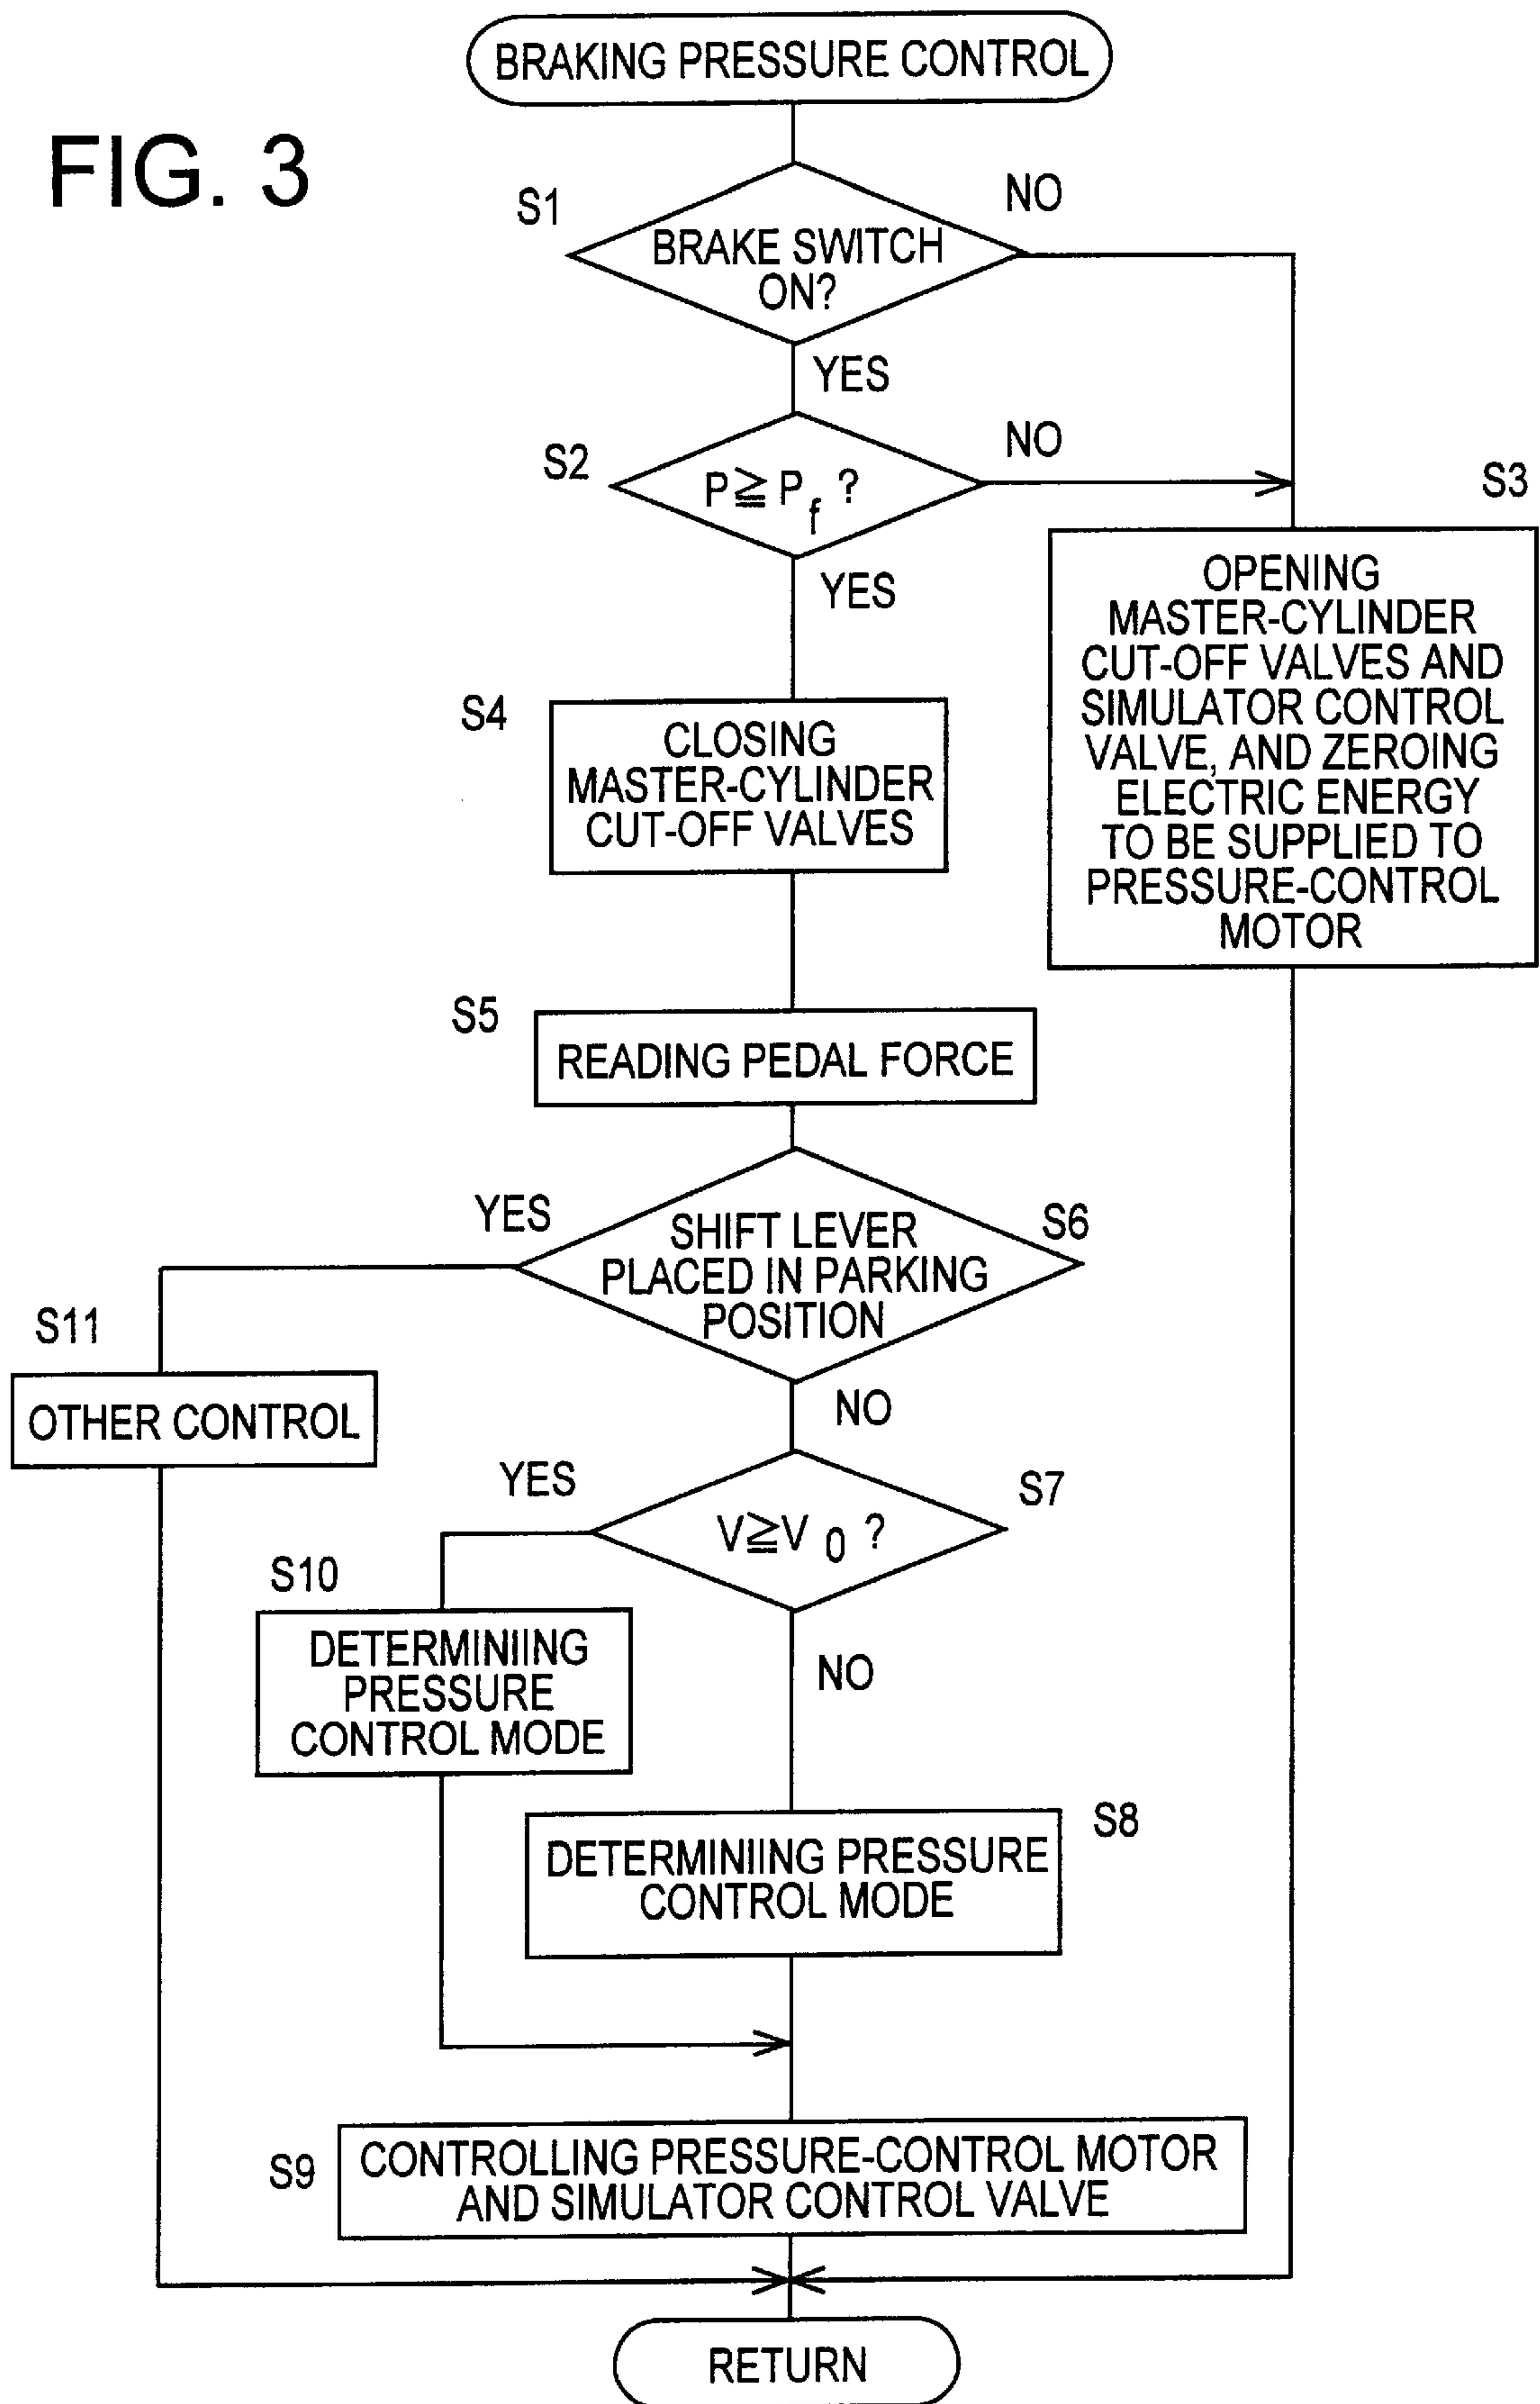 BRAKING PRESSURE CONTROL
FIG. 3
S1
NO
BRAKE SWITCH
ON?
YES
S2
NO
P≧Pf ?
S3
YES
OPENING
MASTER-CYLINDER
CUT-OFF VALVES AND
SIMULATOR CONTROL
VALVE, AND ZEROING
ELECTRIC ENERGY
TO BE SUPPLIED TO
PRESSURE-CONTROL
MOTOR
S4
CLOSING
MASTER-CYLINDER
CUT-OFF VALVES
S5
READING PEDAL FORCE
YES
S6
SHIFT LEVER
PLACED IN PARKING
POSITION
S11
NO
OTHER CONTROL
YES
S7
V≧V0 ?
S10
NO
DETERMINIING
PRESSURE
CONTROL MODE
S8
DETERMINIING PRESSURE
CONTROL MODE
S9
CONTROLLING PRESSURE-CONTROL MOTOR
AND SIMULATOR CONTROL VALVE
RETURN